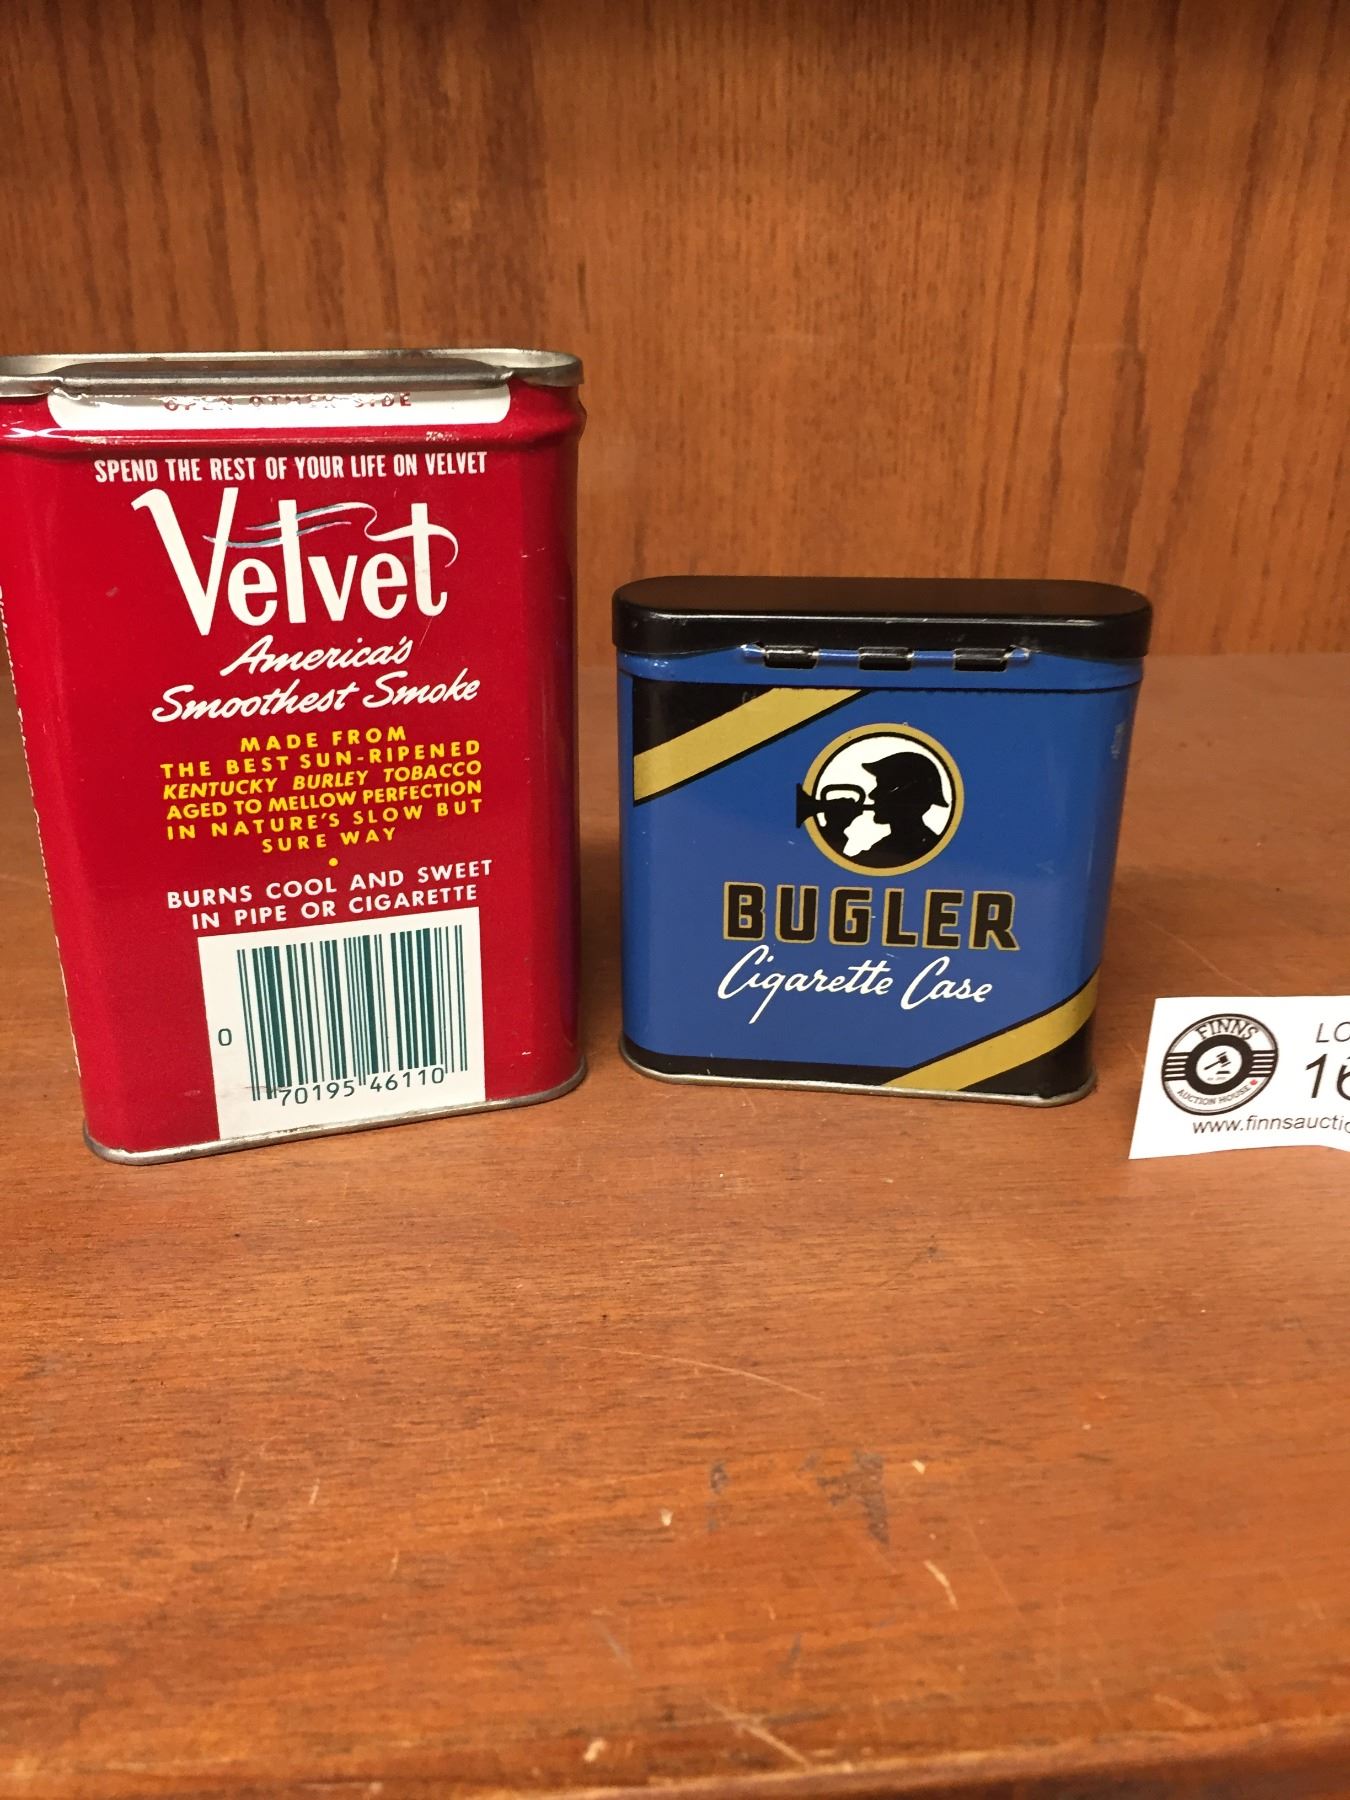 OPEN OTHER SIDE
SPEND THE REST OF YOUR LIFE ON VELVET
Velvet
America's
Smoothest Smoke
MADE FROM
THE BEST SUN-RIPENED
KENTUCKY BURLEY TOBACCO
AGED TO MELLOW PERFECTION
IN NATURE'S SLOW BUT
SURE WAY
BURNS COOL AND SWEET
IN PIPE OR CIGARETTE
0 70195 46110
BUGLER
Cigarette Case
FINNS
AUCTION HOUSE
LO
16
www.finnsauctio